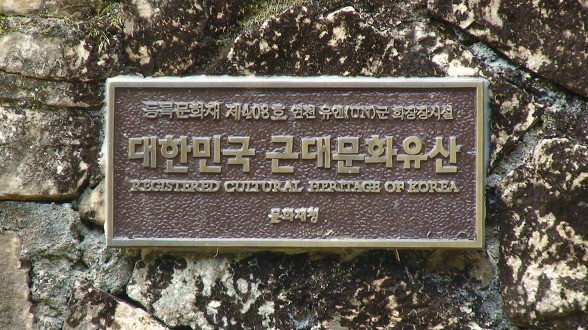 등록문화재 제408호 연천 유엔(UN)군 화장장시설
대한민국 근대문화유산
REGISTERED CULTURAL HERITAGE OF KOREA
문화재청